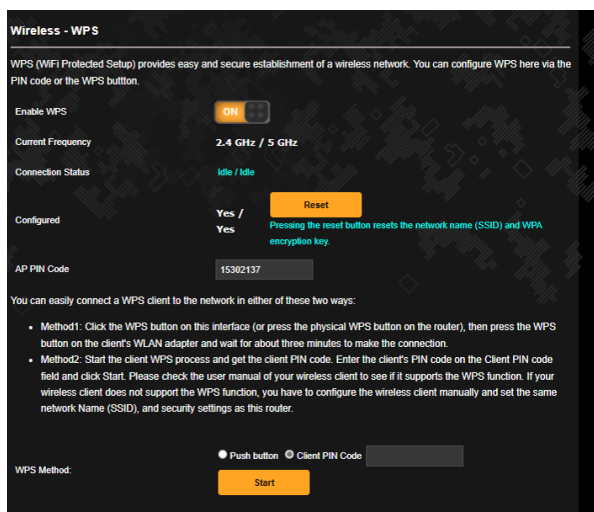 Wireless - WPS
WPS (WiFi Protected Setup) provides easy and secure establishment of a wireless network. You can configure WPS here via the
PIN code or the WPS buttton.
Enable WPS
ON
Current Frequency
2.4 GHz / 5 GHz
Connection Status
Idle / Idle
Configured
Yes /
Yes
Reset
Pressing the reset button resets the network name (SSID) and WPA
encryption key.
AP PIN Code
15302137
You can easily connect a WPS client to the network in either of these two ways:
• Method1: Click the WPS button on this interface (or press the physical WPS button on the router), then press the WPS
button on the client's WLAN adapter and wait for about three minutes to make the connection.
• Method2: Start the client WPS process and get the client PIN code. Enter the client's PIN code on the Client PIN code
field and click Start. Please check the user manual of your wireless client to see if it supports the WPS function. If your
wireless client does not support the WPS function, you have to configure the wireless client manually and set the same
network Name (SSID), and security settings as this router.
WPS Method:
Push button Client PIN Code
Start